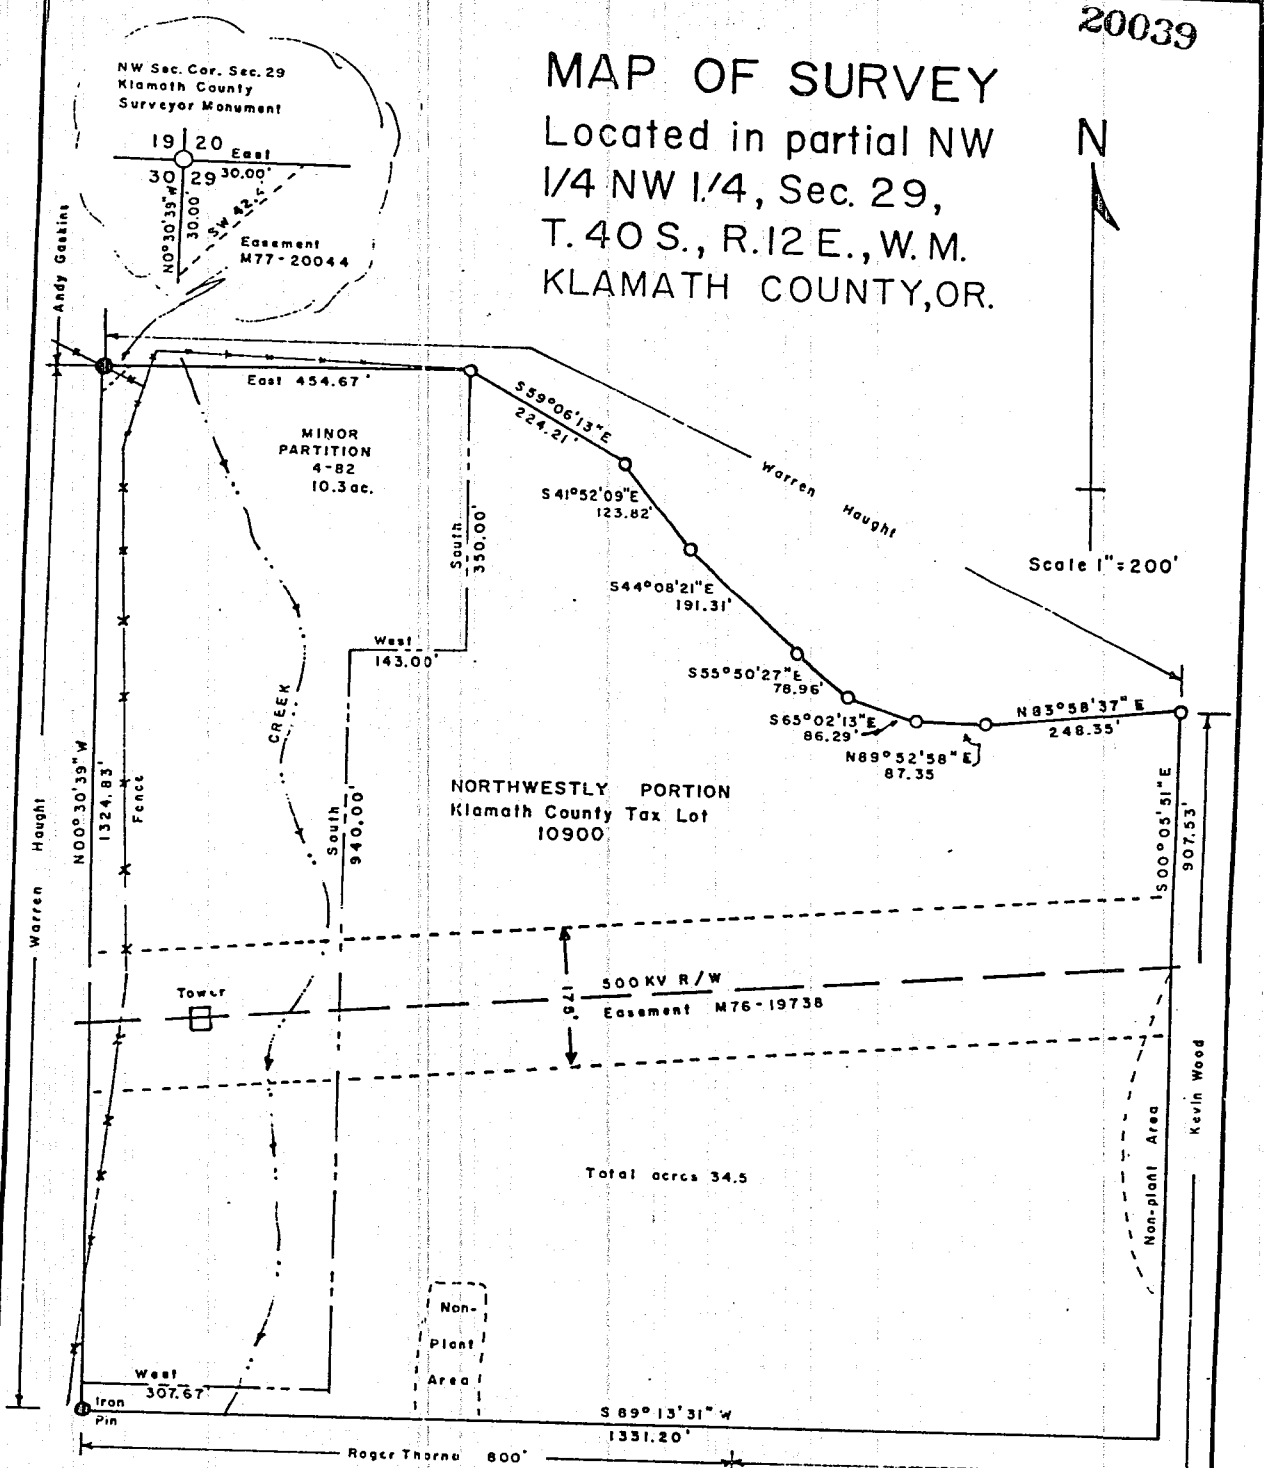 20039
MAP OF SURVEY
Located in partial NW
1/4 NW 1/4, Sec. 29,
T. 40 S., R. 12 E., W. M.
KLAMATH COUNTY, OR.
N
Scale 1"=200'
NW Sec. Cor. Sec. 29
Klamath County
Surveyor Monument
19 20
East
30 29 30.00'
N0°30'39"W
30.00'
SW 42.
Easement
M77-20044
Andy Gaskins
East 454.67'
MINOR
PARTITION
4-82
10.3 ac.
S59°06'13"E
224.21'
S41°52'09"E
123.82'
S44°08'21"E
191.31'
S55°50'27"E
78.96'
S65°02'13"E
86.29'
N89°52'58"E
87.35
N83°58'37"E
248.35'
Warren Haught
South
350.00'
West
143.00'
CREEK
South
940.00'
N00°30'39"W
1324.83'
Fence
Warren Haught
NORTHWESTLY PORTION
Klamath County Tax Lot
10900
S00°05'51"E
907.53'
Tower
175'
500 KV R/W
Easement M76-19738
Kevin Wood
Non-plant Area
Total acres 34.5
Non-
Plant
Area
West
307.67'
Iron
Pin
S89°13'31"W
1331.20'
Roger Thorne 800'